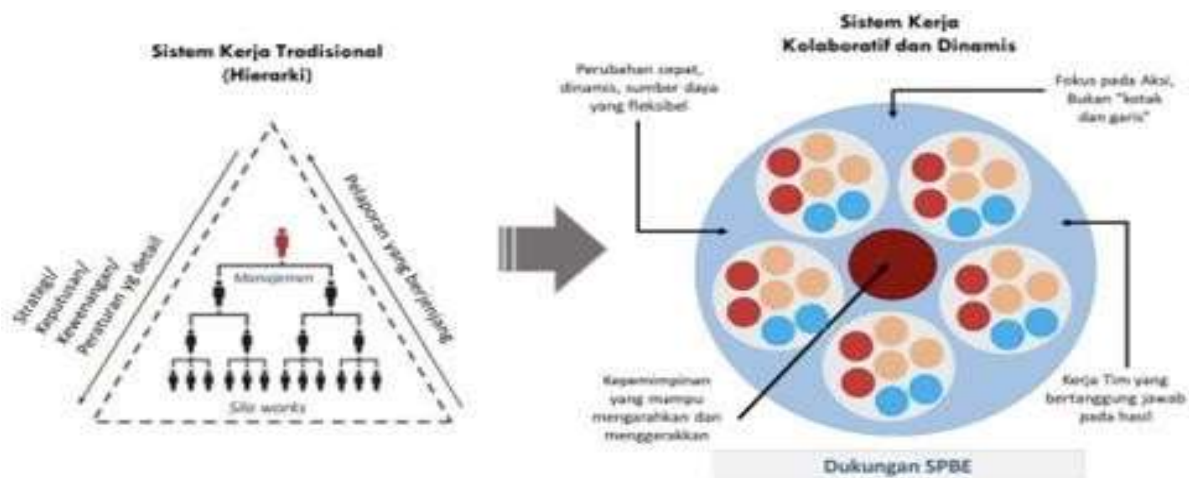 Sistem Kerja Tradisional
(Hierarki)
Strategi/
Keputusan/
Kewenangan/
Peraturan yg detail
Pelaporan yang berjenjang
Manajemen
Silo works
Sistem Kerja
Kolaboratif dan Dinamis
Perubahan cepat,
dinamis, sumber daya
yang fleksibel
Fokus pada Aksi,
Bukan "kotak
dan garis"
Kepemimpinan
yang mampu
mengarahkan dan
menggerakkan
Kerja Tim yang
bertanggung jawab
pada hasil
Dukungan SPBE